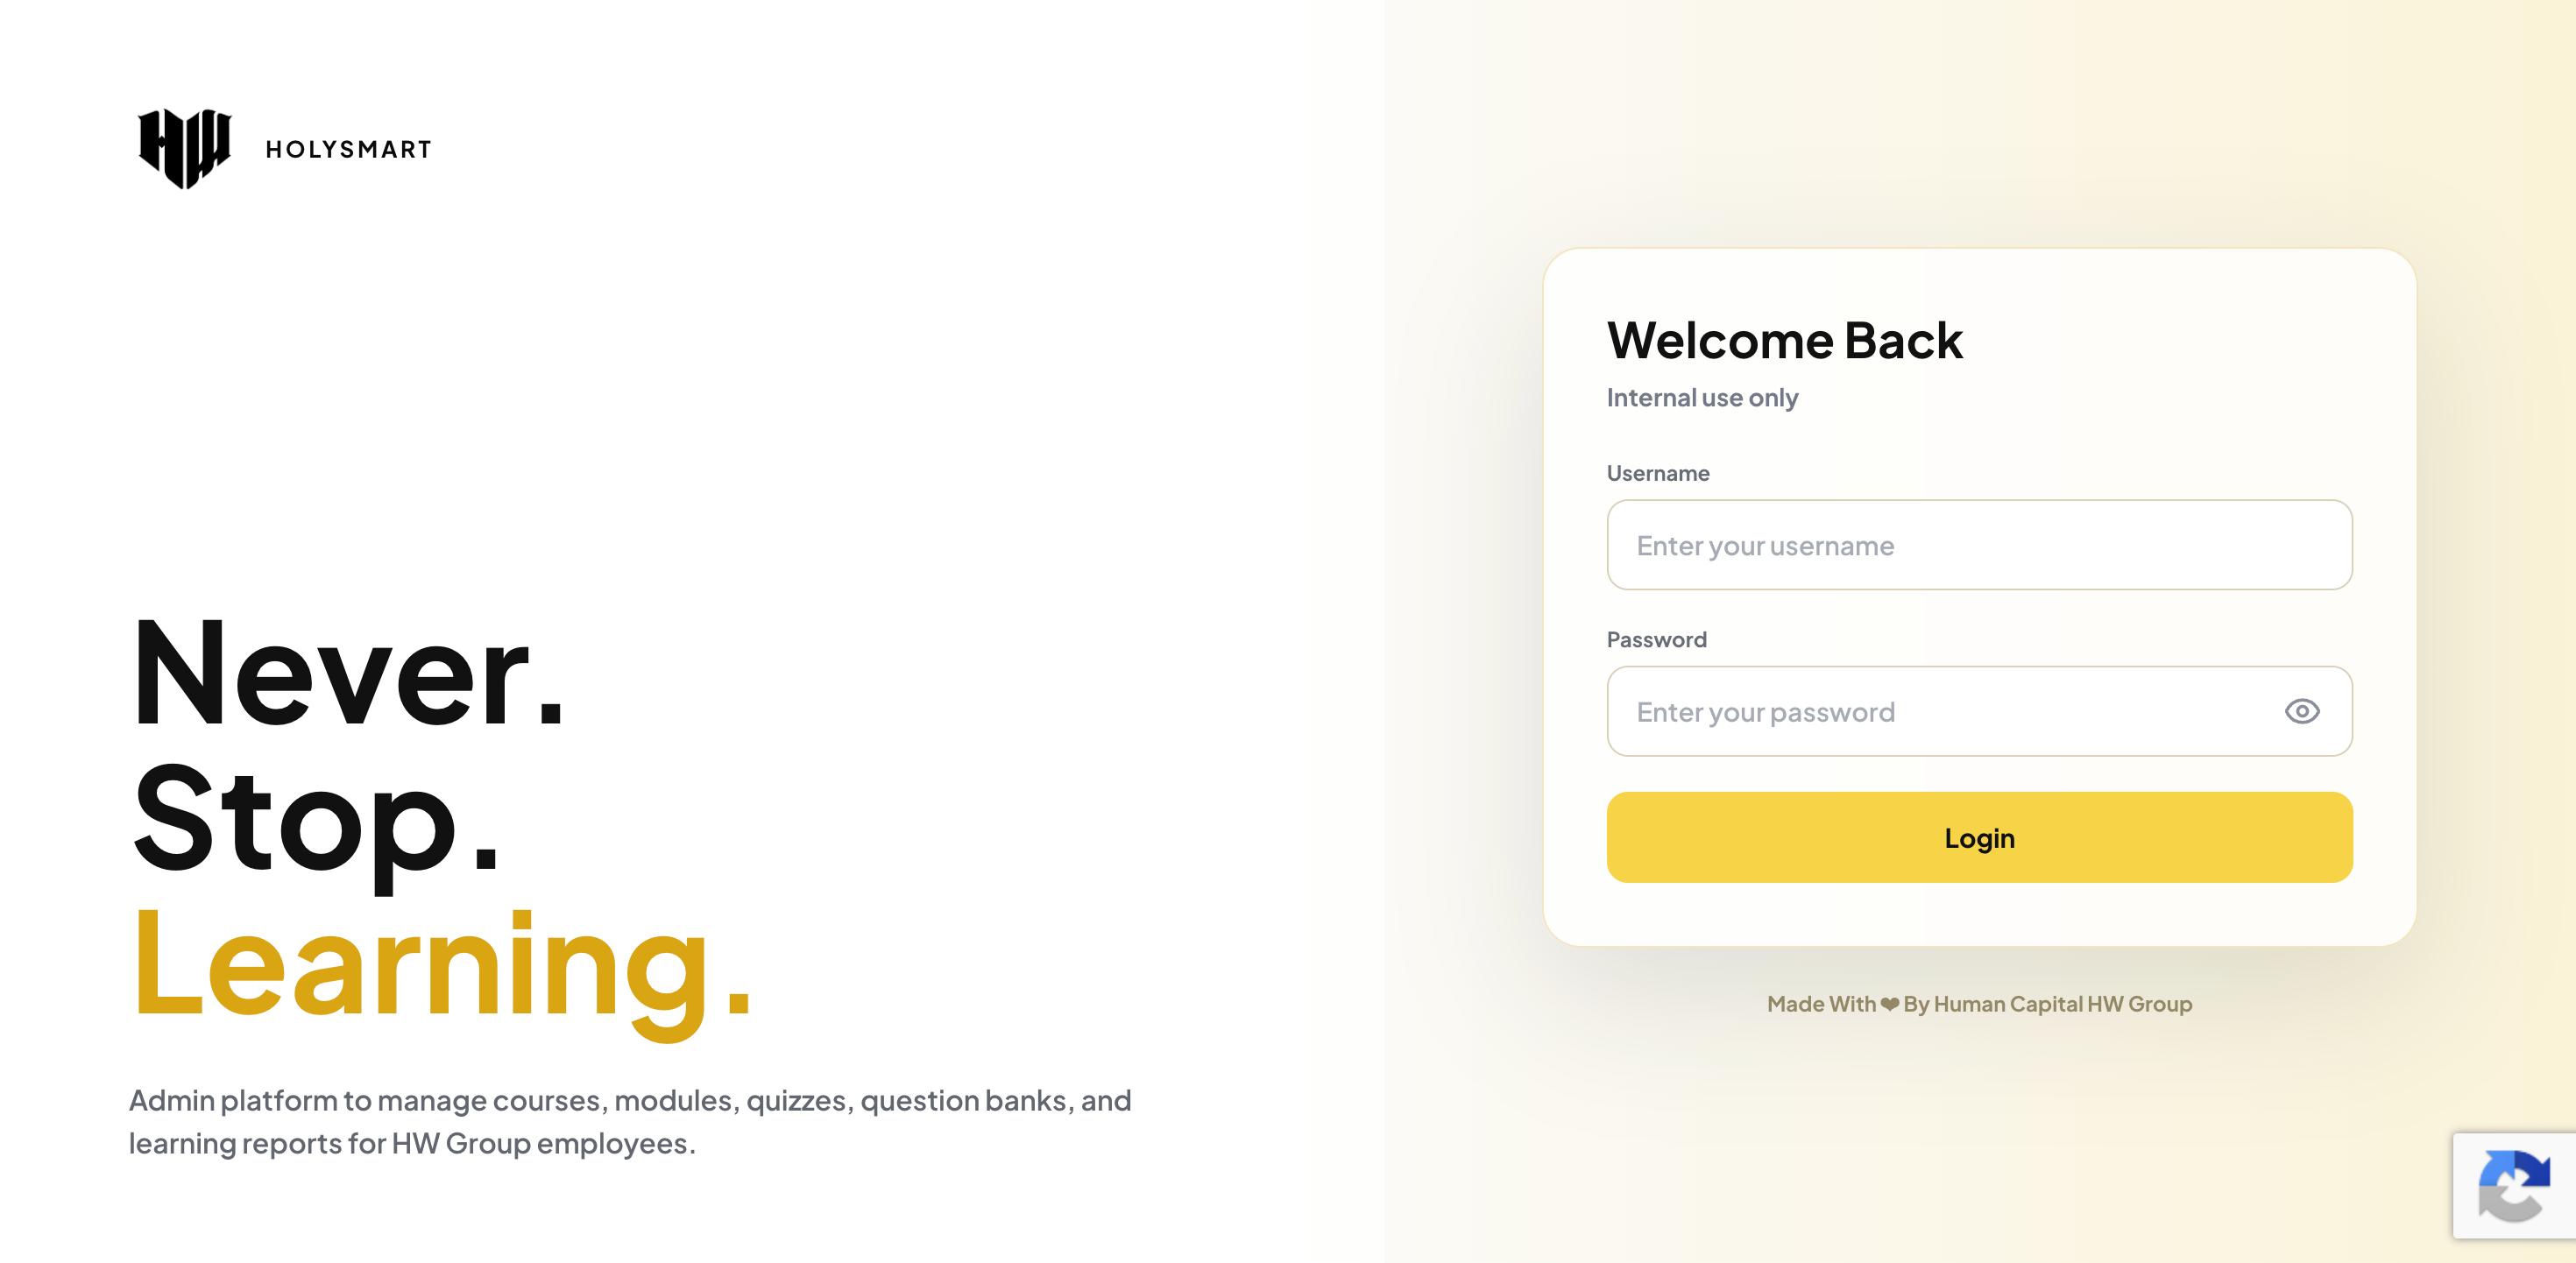 HW
HOLYSMART
Never.
Stop.
Learning.
Admin platform to manage courses, modules, quizzes, question banks, and
learning reports for HW Group employees.
Welcome Back
Internal use only
Username
Enter your username
Password
Enter your password
Login
Made With ❤ By Human Capital HW Group